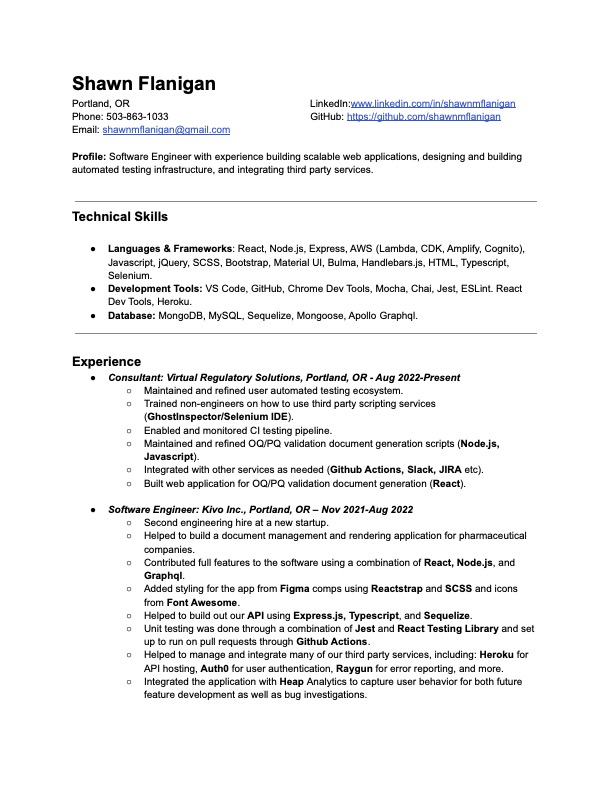 Shawn Flanigan
Portland, OR
LinkedIn:www.linkedin.com/in/shawnmflanigan
Phone: 503-863-1033
GitHub: https://github.com/shawnmflanigan
Email: shawnmflanigan@gmail.com
Profile: Software Engineer with experience building scalable web applications, designing and building
automated testing infrastructure, and integrating third party services.
Technical Skills
● Languages & Frameworks: React, Node.js, Express, AWS (Lambda, CDK, Amplify, Cognito),
Javascript, jQuery, SCSS, Bootstrap, Material UI, Bulma, Handlebars.js, HTML, Typescript,
Selenium.
● Development Tools: VS Code, GitHub, Chrome Dev Tools, Mocha, Chai, Jest, ESLint. React
Dev Tools, Heroku.
● Database: MongoDB, MySQL, Sequelize, Mongoose, Apollo Graphql.
Experience
● Consultant: Virtual Regulatory Solutions, Portland, OR - Aug 2022-Present
○ Maintained and refined user automated testing ecosystem.
○ Trained non-engineers on how to use third party scripting services
(GhostInspector/Selenium IDE).
○ Enabled and monitored CI testing pipeline.
○ Maintained and refined OQ/PQ validation document generation scripts (Node.js,
Javascript).
○ Integrated with other services as needed (Github Actions, Slack, JIRA etc).
○ Built web application for OQ/PQ validation document generation (React).
● Software Engineer: Kivo Inc., Portland, OR – Nov 2021-Aug 2022
○ Second engineering hire at a new startup.
○ Helped to build a document management and rendering application for pharmaceutical
companies.
○ Contributed full features to the software using a combination of React, Node.js, and
Graphql.
○ Added styling for the app from Figma comps using Reactstrap and SCSS and icons
from Font Awesome.
○ Helped to build out our API using Express.js, Typescript, and Sequelize.
○ Unit testing was done through a combination of Jest and React Testing Library and set
up to run on pull requests through Github Actions.
○ Helped to manage and integrate many of our third party services, including: Heroku for
API hosting, Auth0 for user authentication, Raygun for error reporting, and more.
○ Integrated the application with Heap Analytics to capture user behavior for both future
feature development as well as bug investigations.